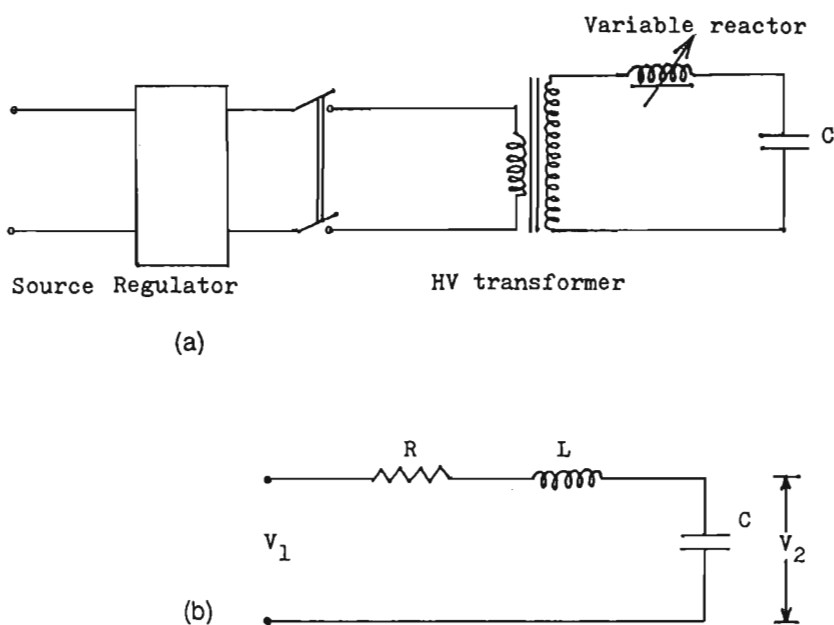 Variable reactor
C
Source Regulator HV transformer
(a)
R L
C
V1 V2
(b)